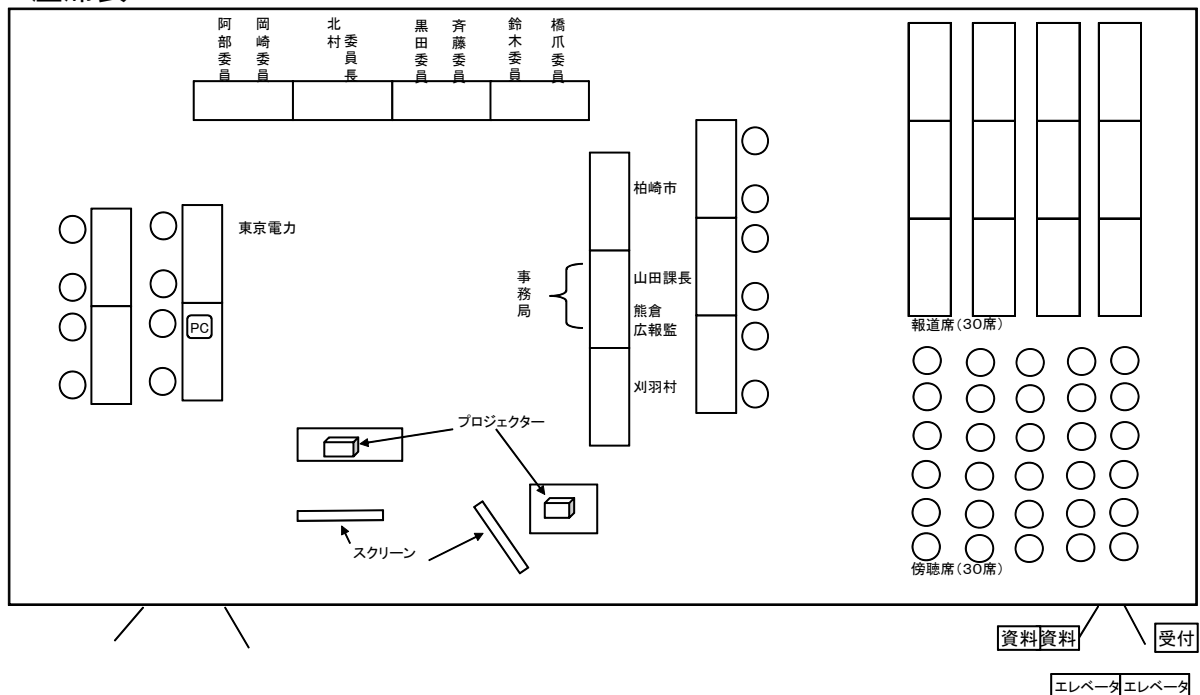 阿部委員
岡崎委員
北村委員長
黒田委員
斉藤委員
鈴木委員
橋爪委員
柏崎市
東京電力
事務局
山田課長
熊倉
広報監
PC
刈羽村
報道席(30席)
プロジェクター
スクリーン
傍聴席(30席)
資料
資料
受付
エレベータ
エレベータ